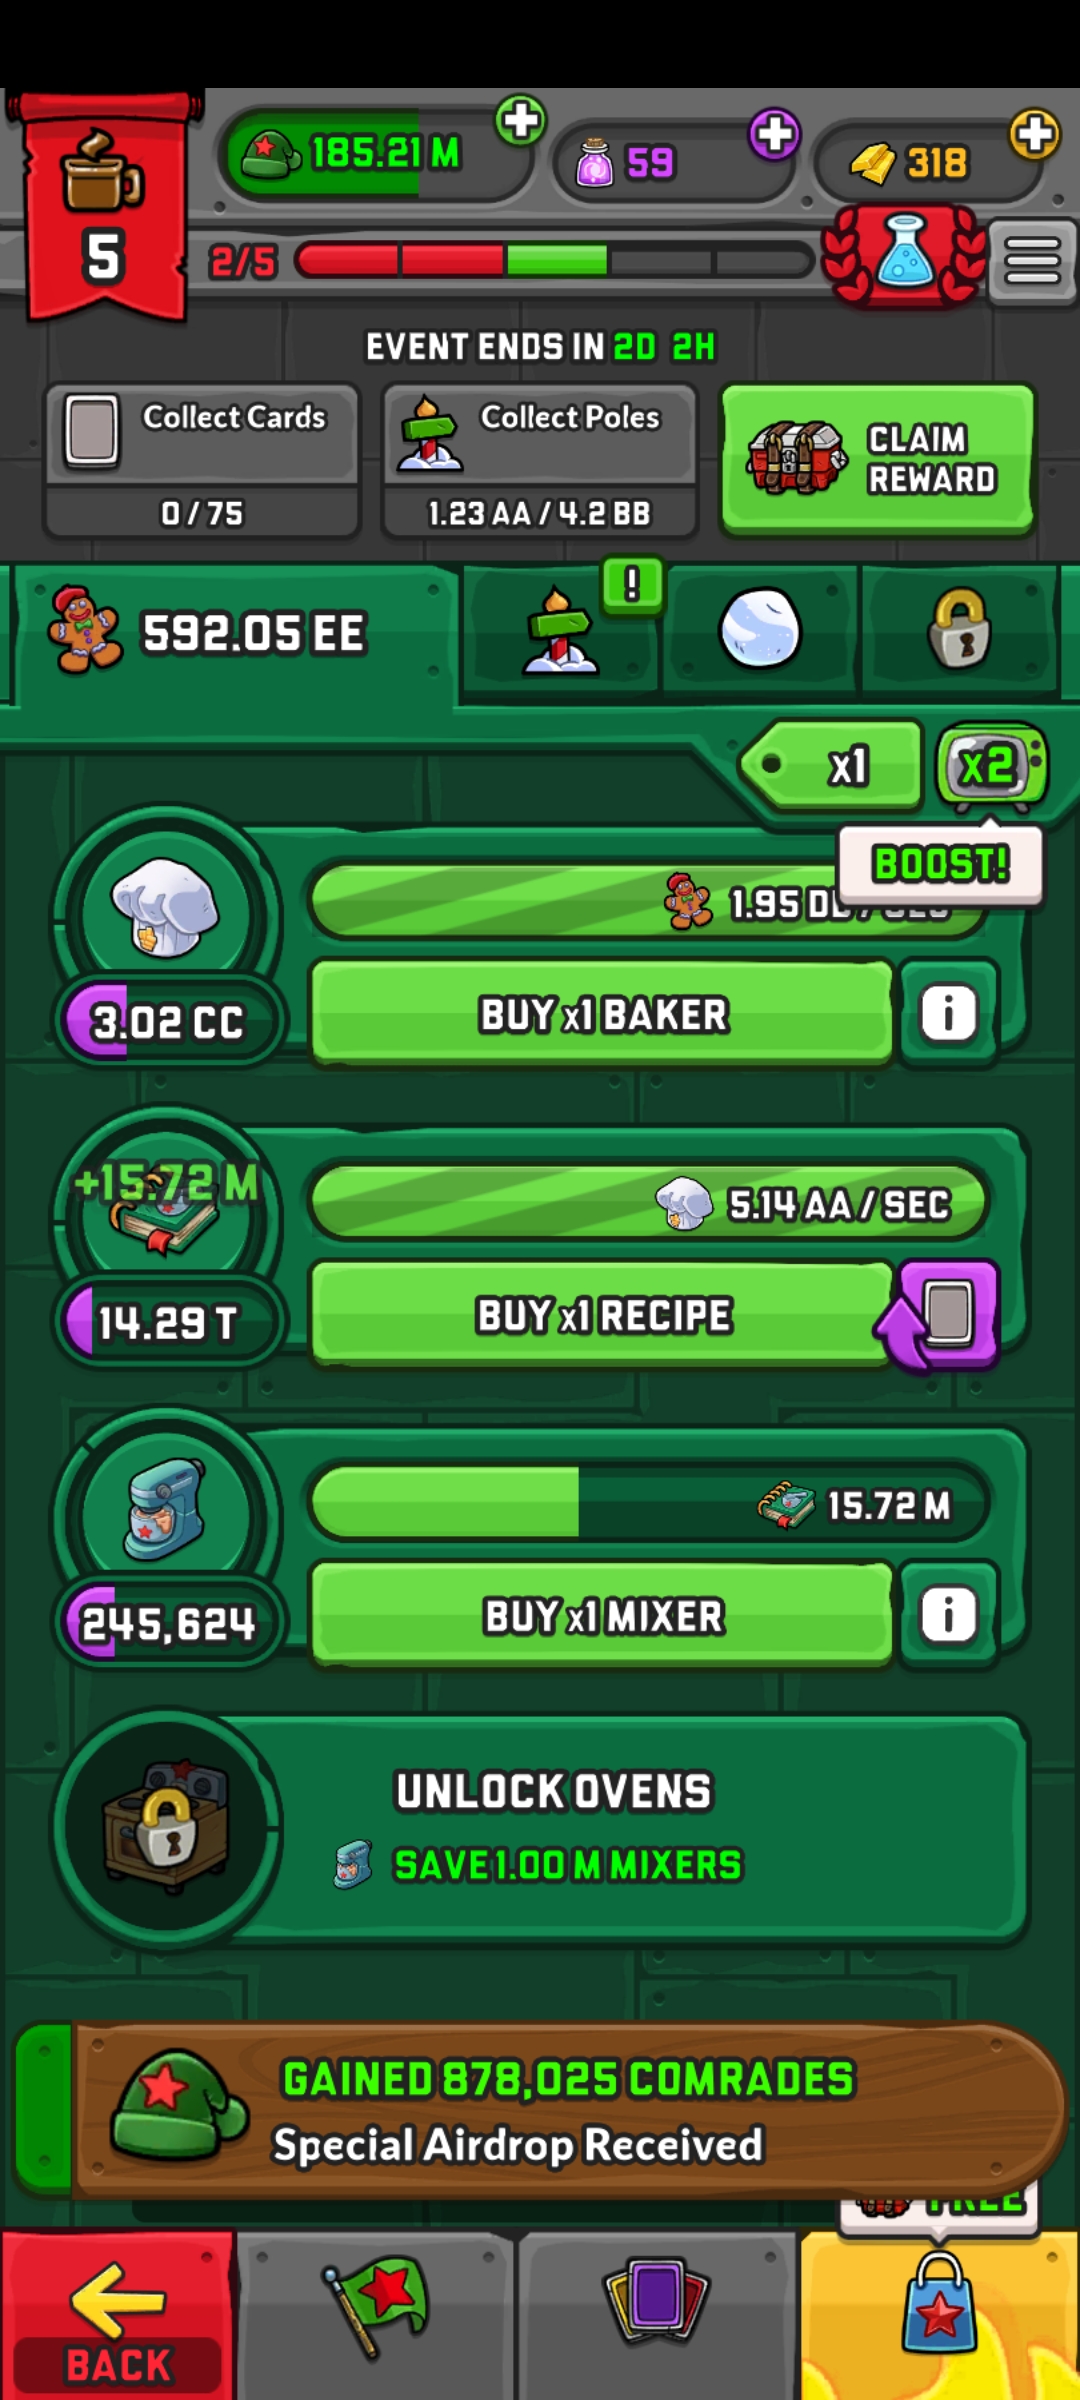 185.21 M
59
318
5
2/5
EVENT ENDS IN 2D 2H
Collect Cards
0 / 75
Collect Poles
1.23 AA / 4.2 BB
CLAIM
REWARD
592.05 EE
!
x1
x2
BOOST!
1.95
3.02 CC
BUY x1 BAKER
i
+15.72 M
5.14 AA / SEC
14.29 T
BUY x1 RECIPE
15.72 M
245,624
BUY x1 MIXER
i
UNLOCK OVENS
SAVE 1.00 M MIXERS
GAINED 878,025 COMRADES
Special Airdrop Received
FREE
BACK